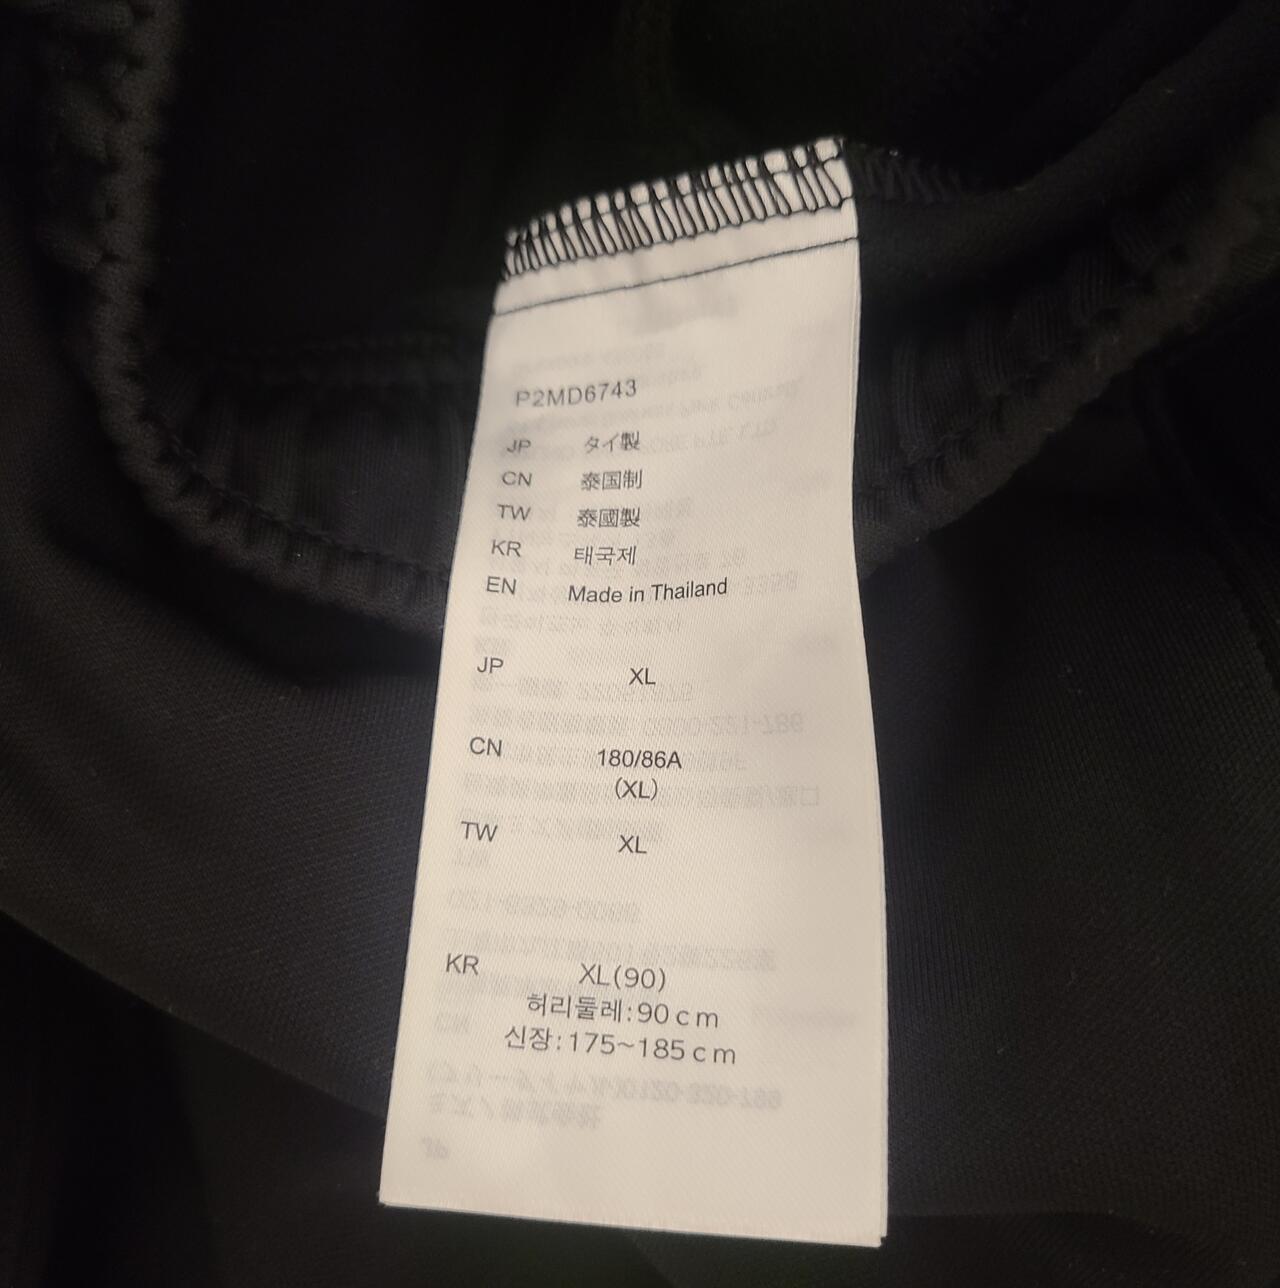 P2MD6743
JP タイ製
CN 泰国制
TW 泰國製
KR 태국제
EN Made in Thailand
JP XL
CN 180/86A
(XL)
TW XL
KR XL(90)
허리둘레:90cm
신장:175~185cm